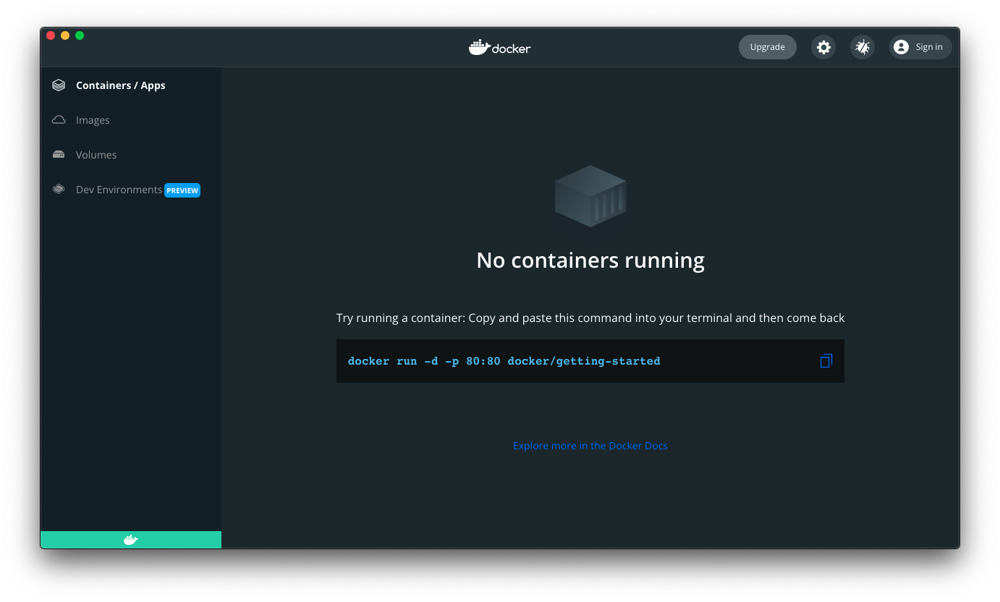 docker
Upgrade
Sign in
Containers / Apps
Images
Volumes
Dev Environments PREVIEW
No containers running
Try running a container: Copy and paste this command into your terminal and then come back
docker run -d -p 80:80 docker/getting-started
Explore more in the Docker Docs